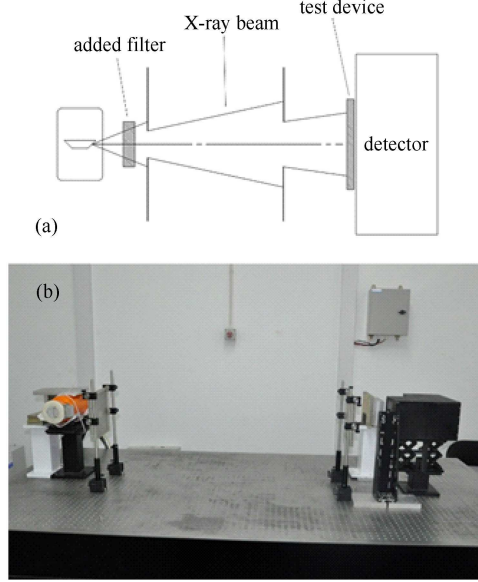 test device
X-ray beam
added filter
detector
(a)
(b)